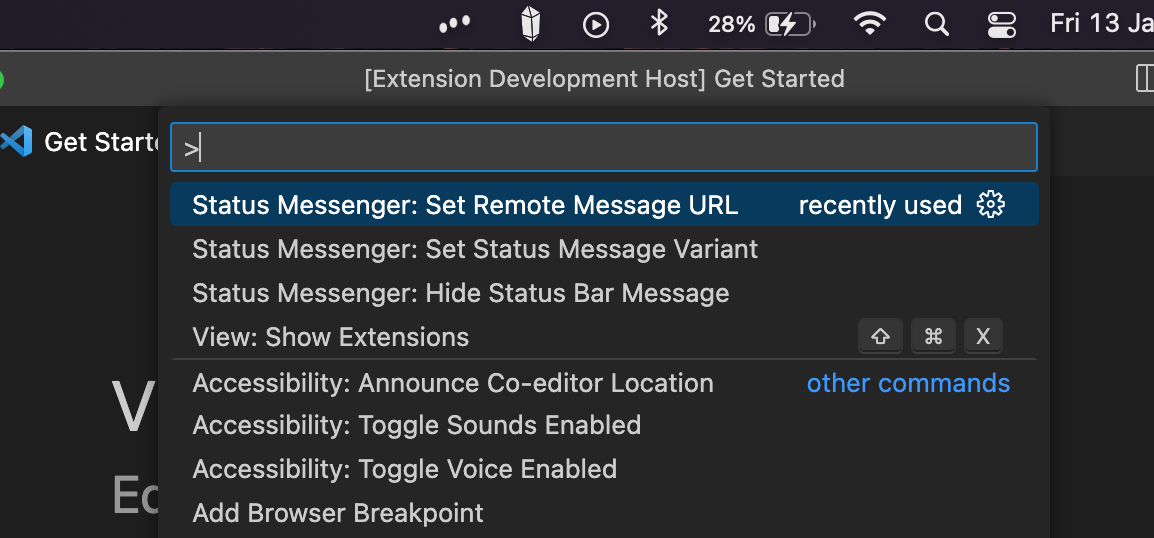 28% Fri 13 Ja
[Extension Development Host] Get Started
Get Starte
>
Status Messenger: Set Remote Message URL recently used
Status Messenger: Set Status Message Variant
Status Messenger: Hide Status Bar Message
View: Show Extensions ⇧ ⌘ X
Accessibility: Announce Co-editor Location other commands
Accessibility: Toggle Sounds Enabled
Accessibility: Toggle Voice Enabled
Add Browser Breakpoint
V
Ed